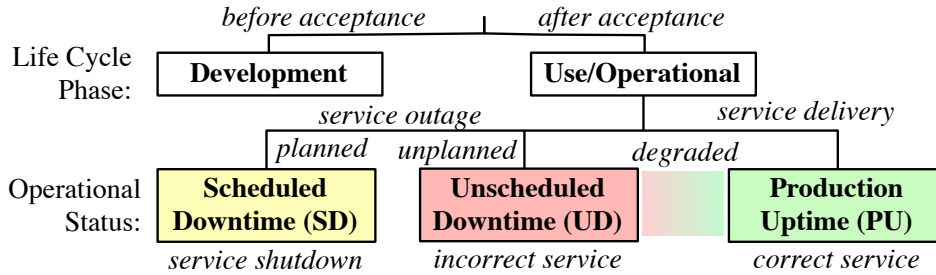 before acceptance after acceptance
Life Cycle
Phase:
Development
Use/Operational
service outage
service delivery
planned
unplanned
degraded
Operational
Status:
Scheduled
Downtime (SD)
Unscheduled
Downtime (UD)
Production
Uptime (PU)
service shutdown
incorrect service
correct service